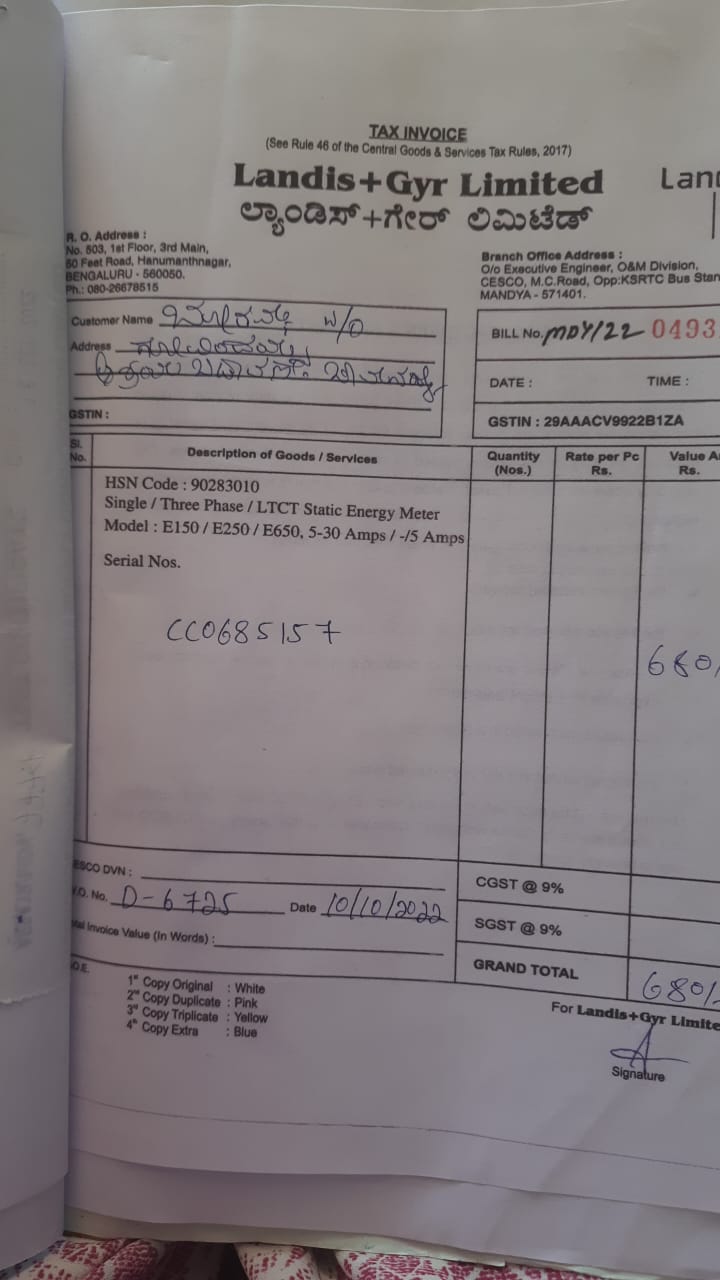 TAX INVOICE
(See Rule 46 of the Central Goods & Services Tax Rules, 2017)
Landis+Gyr Limited
ಲ್ಯಾಂಡಿಸ್+ಗೇರ್ ಲಿಮಿಟೆಡ್
Land
R. O. Address :
No. 503, 1st Floor, 3rd Main,
60 Feet Road, Hanumanthnagar,
BENGALURU - 560050.
Ph.: 080-26678515
Branch Office Address :
O/o Executive Engineer, O&M Division,
CESCO, M.C.Road, Opp:KSRTC Bus Stan
MANDYA - 571401.
Customer Name W/O
Address
GSTIN :
BILL No. MDY/22 0493
DATE : TIME :
GSTIN : 29AAACV9922B1ZA
Sl. No. Description of Goods / Services Quantity (Nos.) Rate per Pc Rs. Value A Rs.
HSN Code : 90283010
Single / Three Phase / LTCT Static Energy Meter
Model : E150 / E250 / E650, 5-30 Amps / -/5 Amps
Serial Nos.
CC0685157
680/
ESCO DVN :
.O. No. D-6725 Date 10/10/2022
tal Invoice Value (In Words) :
CGST @ 9%
SGST @ 9%
GRAND TOTAL 680/-
.O.E.
1st Copy Original : White
2nd Copy Duplicate : Pink
3rd Copy Triplicate : Yellow
4th Copy Extra : Blue
For Landis+Gyr Limite
Signature